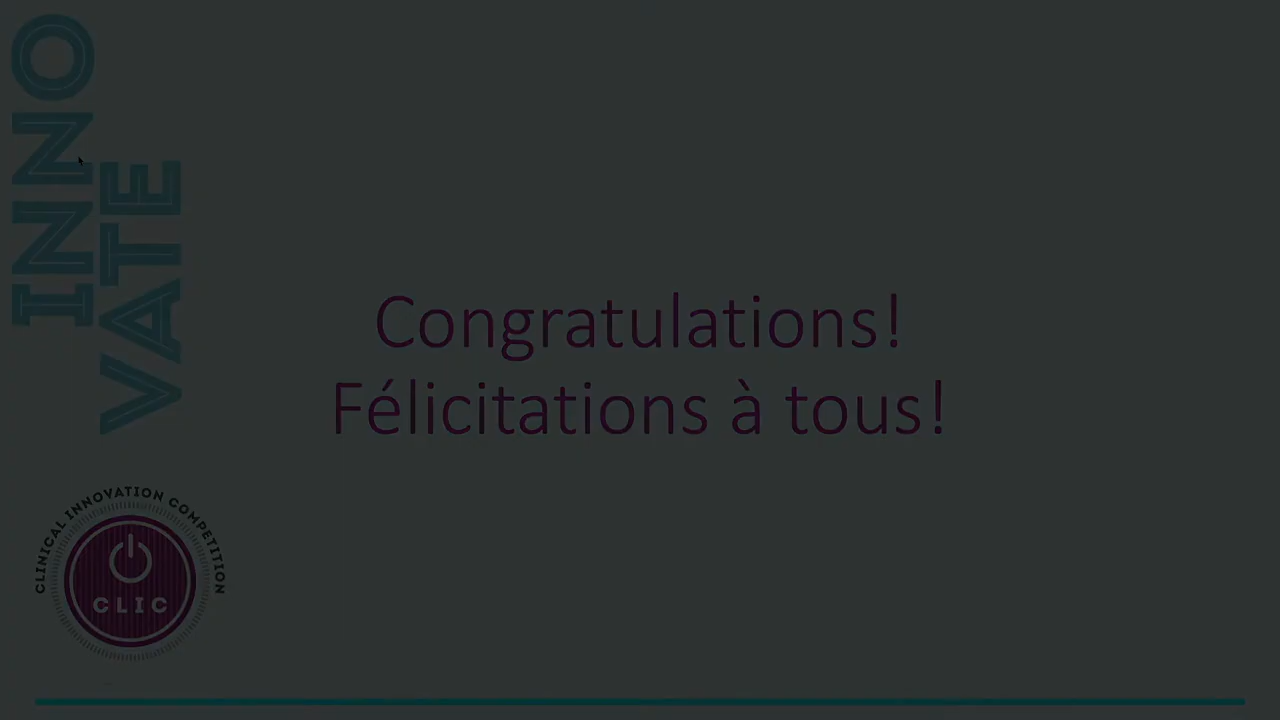 INNO
VATE
Congratulations!
Félicitations à tous!
CLINICAL INNOVATION COMPETITION
CLIC